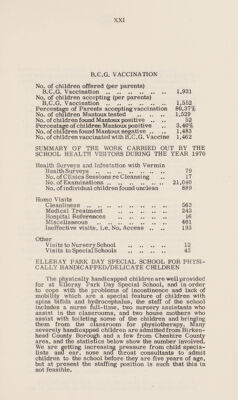 XXI
B.C.G. VACCINATION
No. of children offered (per parents)
B.C.G. Vaccination .. .. .. .. .. .. 1,931
No. of children accepting (per parents)
B.C.G. Vaccination .. .. .. .. .. .. 1,552
Percentage of Parents accepting vaccination 80.37%
No. of children Mantoux tested .. .. .. 1,529
No. of children found Mantoux positive .. .. 52
Percentage of children Mantoux positive .. 3.40%
No. of children found Mantoux negative .. .. 1,483
No. of children vaccinated with B.C.G. Vaccine 1,462
SUMMARY OF THE WORK CARRIED OUT BY THE
SCHOOL HEALTH VISITORS DURING THE YEAR 1970
Health Surveys and Infestation with Vermin
Health Surveys .. .. .. .. .. .. 79
No. of Clinics Sessions re Cleansing .. .. 17
No. of Examinations .. .. .. .. .. 21,040
No. of individual children found unclean 889
Home Visits
Cleanliness .. .. .. .. .. .. 562
Medical Treatment .. .. .. .. .. 243
Hospital References .. .. .. .. .. 16
Miscellaneous .. .. .. .. .. .. 461
Ineffective visits, i.e, No, Access .. .. 193
Other
Visits to Nursery School .. .. .. .. 12
Visits to Special Schools .. .. .. .. 45
ELLERAY PARK DAY SPECIAL SCHOOL FOR PHYSI-
CALLY HANDICAPPED/DELICATE CHILDREN
The physically handicapped children are well provided
for at Elleray Park Day Special School, and in order
to cope with the problems of incontinence and lack of
mobility which are a special feature of children with
spina bifida and hydrocephalus, the staff of the school
includes a nurse full-time, two nursery assistants who
assist in the classrooms, and two house mothers who
assist with toileting some of the children and bringing
them from the classroom for physiotherapy. Many
severely handicapped children are admitted from Birken-
head County Borough and a few from Cheshire County
area, and the statistics below show the number involved.
We are getting increasing pressure from child specia-
lists and ear, nose and throat consultants to admit
children to the school before they are five years of age,
but at present the staffing position is such that this is
not feasible.